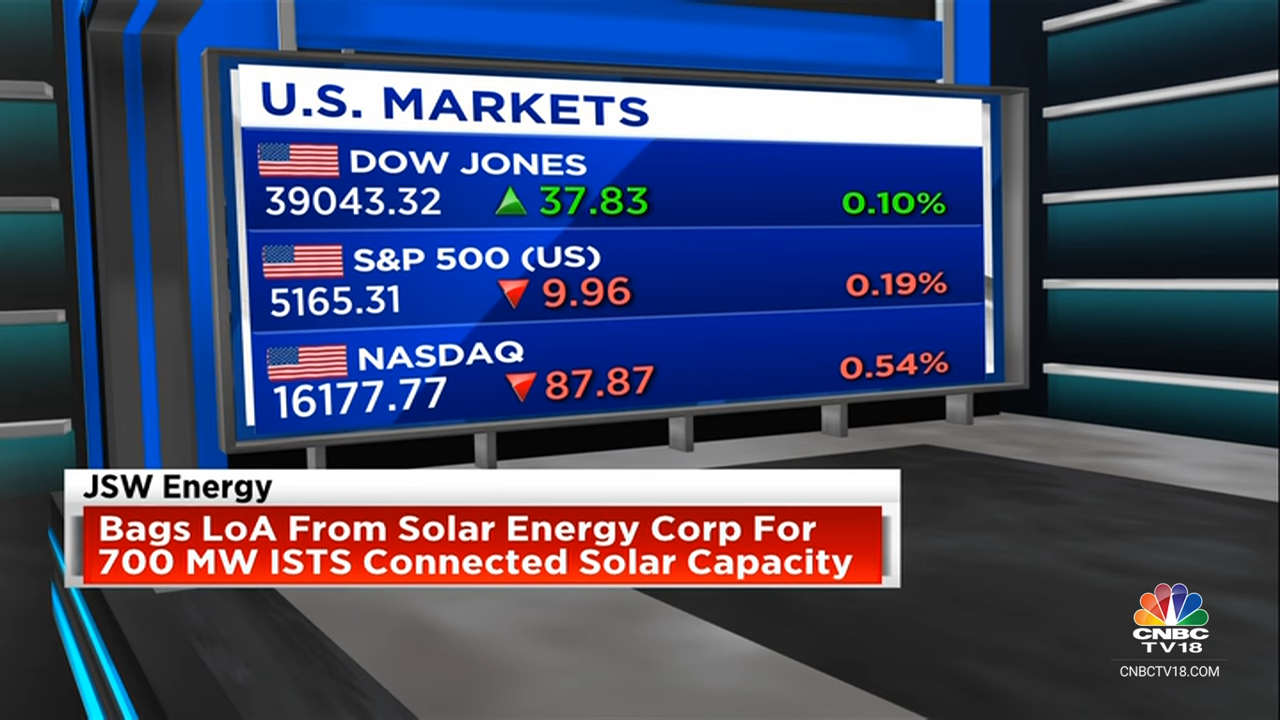 U.S. MARKETS
DOW JONES
39043.32 37.83 0.10%
S&P 500 (US)
5165.31 9.96 0.19%
NASDAQ
16177.77 87.87 0.54%
JSW Energy
Bags LoA From Solar Energy Corp For
700 MW ISTS Connected Solar Capacity
CNBC
TV18
CNBCTV18.COM